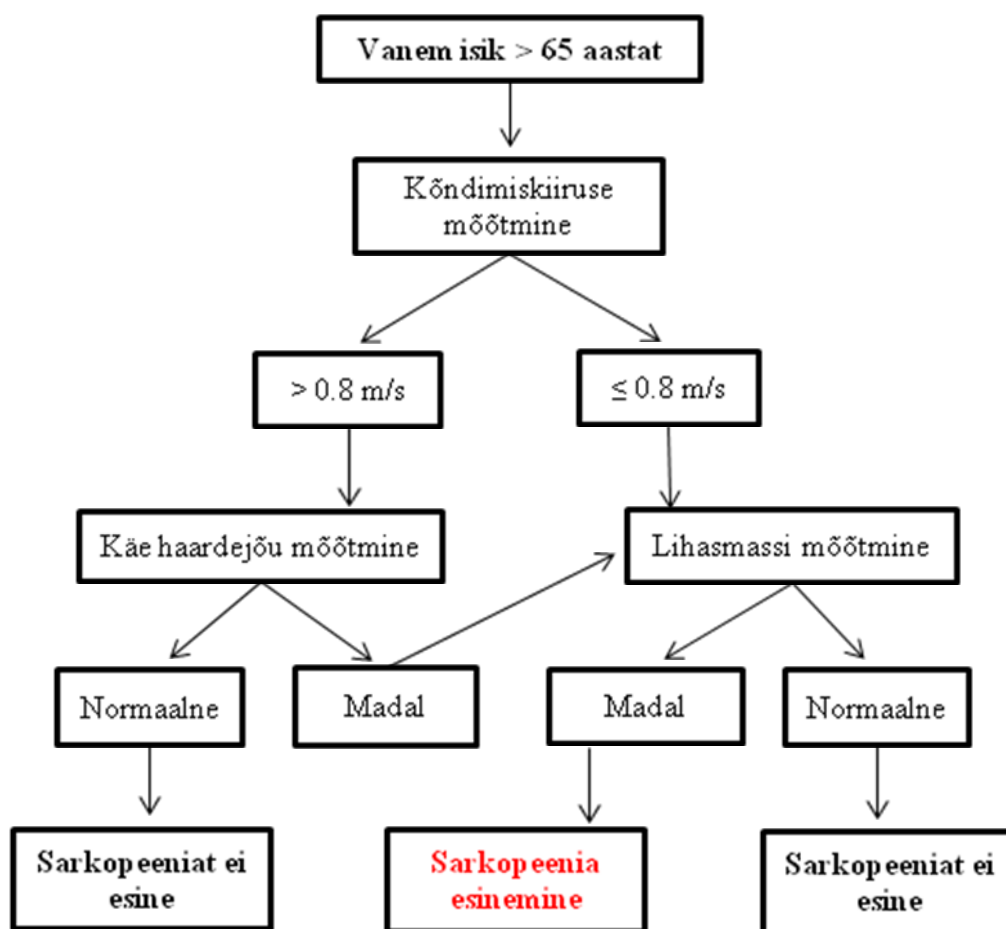 Vanem isik > 65 aastat
Kõndimiskiiruse
mõõtmine
> 0.8 m/s
≤ 0.8 m/s
Käe haardejõu mõõtmine
Lihasmassi mõõtmine
Normaalne
Madal
Madal
Normaalne
Sarkopeeniat ei
esine
Sarkopeenia
esinemine
Sarkopeeniat ei
esine